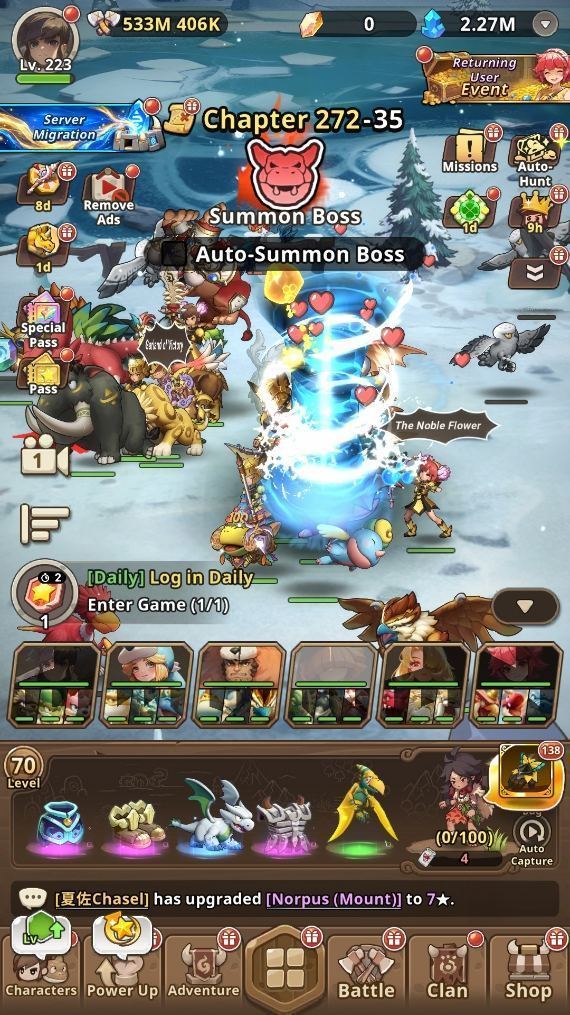 533M 406K
0
2.27M
Lv. 223
Returning
User
Event
Server
Migration
Chapter 272-35
Missions
Auto-
Hunt
Summon Boss
8d
Remove
Ads
1d
9h
Auto-Summon Boss
1d
Special
Pass
Garland of Victory
Pass
The Noble Flower
1
2
[Daily] Log in Daily
Enter Game (1/1)
1
70
Level
138
(0/100)
4
Auto
Capture
[夏佐Chasel] has upgraded [Norpus (Mount)] to 7★.
Lv
Characters
Power Up
Adventure
Battle
Clan
Shop